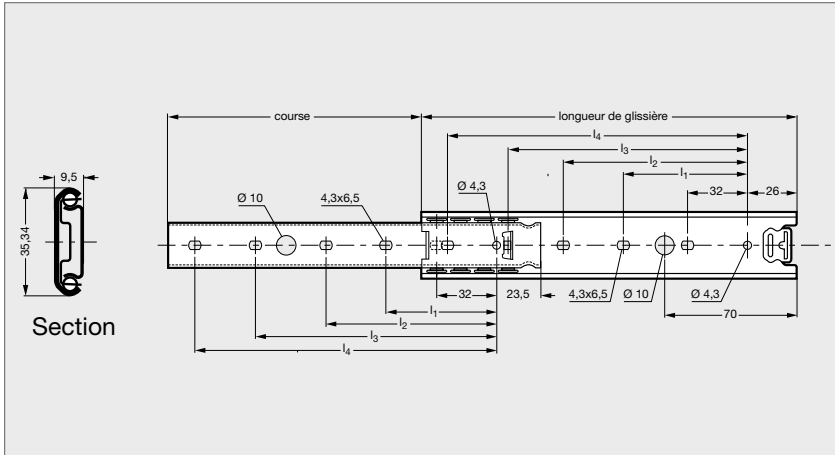 course
longueur de glissière
l4
l3
l2
l1
9,5
32
26
Ø 4,3
Ø 10
4,3x6,5
35,34
32
23,5
4,3x6,5
Ø 10
Ø 4,3
l1
70
l2
Section
l3
l4